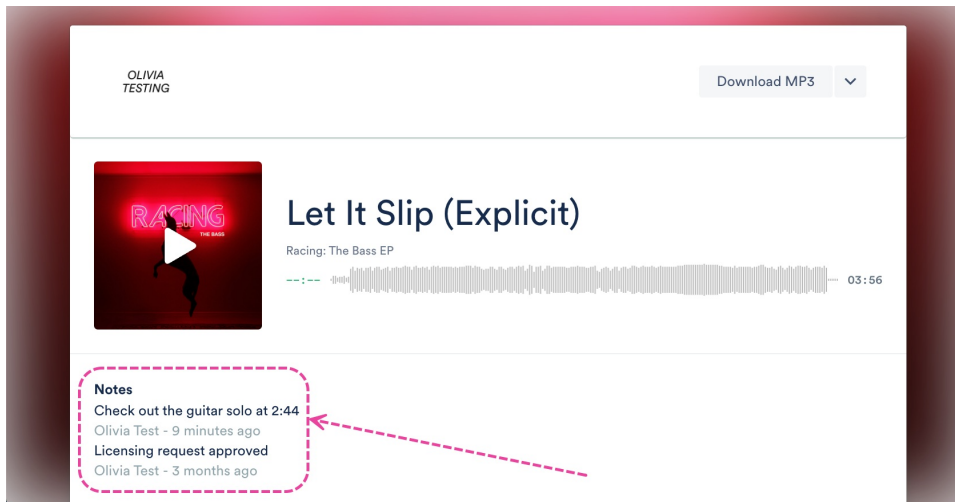 OLIVIA
TESTING
Download MP3
RACING
THE BASS
Let It Slip (Explicit)
Racing: The Bass EP
--:--
03:56
Notes
Check out the guitar solo at 2:44
Olivia Test - 9 minutes ago
Licensing request approved
Olivia Test - 3 months ago